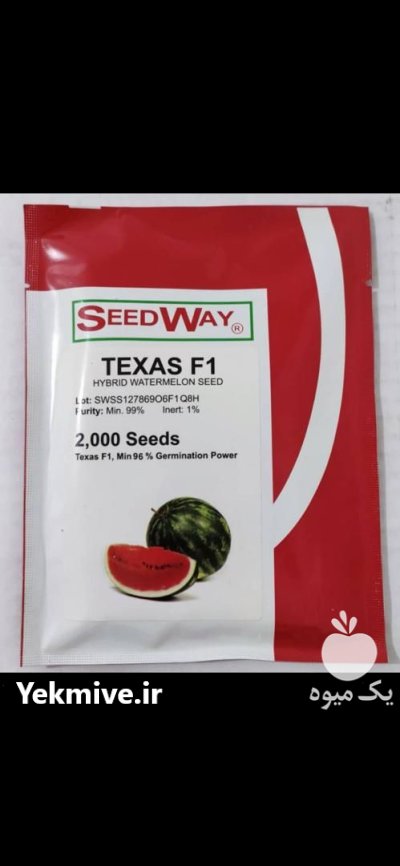 SEEDWAY®
TEXAS F1
HYBRID WATERMELON SEED
Lot: SWSS127869O6F1Q8H
Purity: Min. 99% Inert: 1%
2,000 Seeds
Texas F1, Min 96 % Germination Power
Yekmive.ir
یک میوه